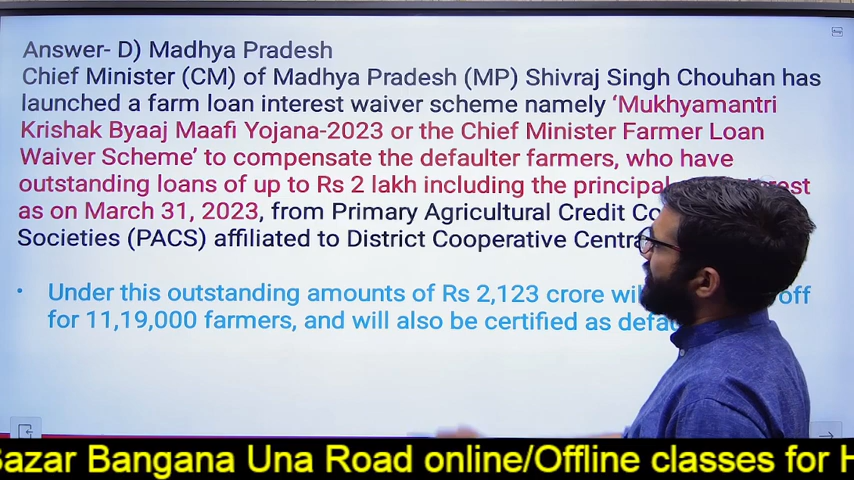 Answer- D) Madhya Pradesh
Chief Minister (CM) of Madhya Pradesh (MP) Shivraj Singh Chouhan has
launched a farm loan interest waiver scheme namely ‘Mukhyamantri
Krishak Byaaj Maafi Yojana-2023 or the Chief Minister Farmer Loan
Waiver Scheme’ to compensate the defaulter farmers, who have
outstanding loans of up to Rs 2 lakh including the principal
as on March 31, 2023, from Primary Agricultural Credit
Societies (PACS) affiliated to District Cooperative
• Under this outstanding amounts of Rs 2,123 crore
for 11,19,000 farmers, and will also be certified as
Bazar Bangana Una Road online/Offline classes for H